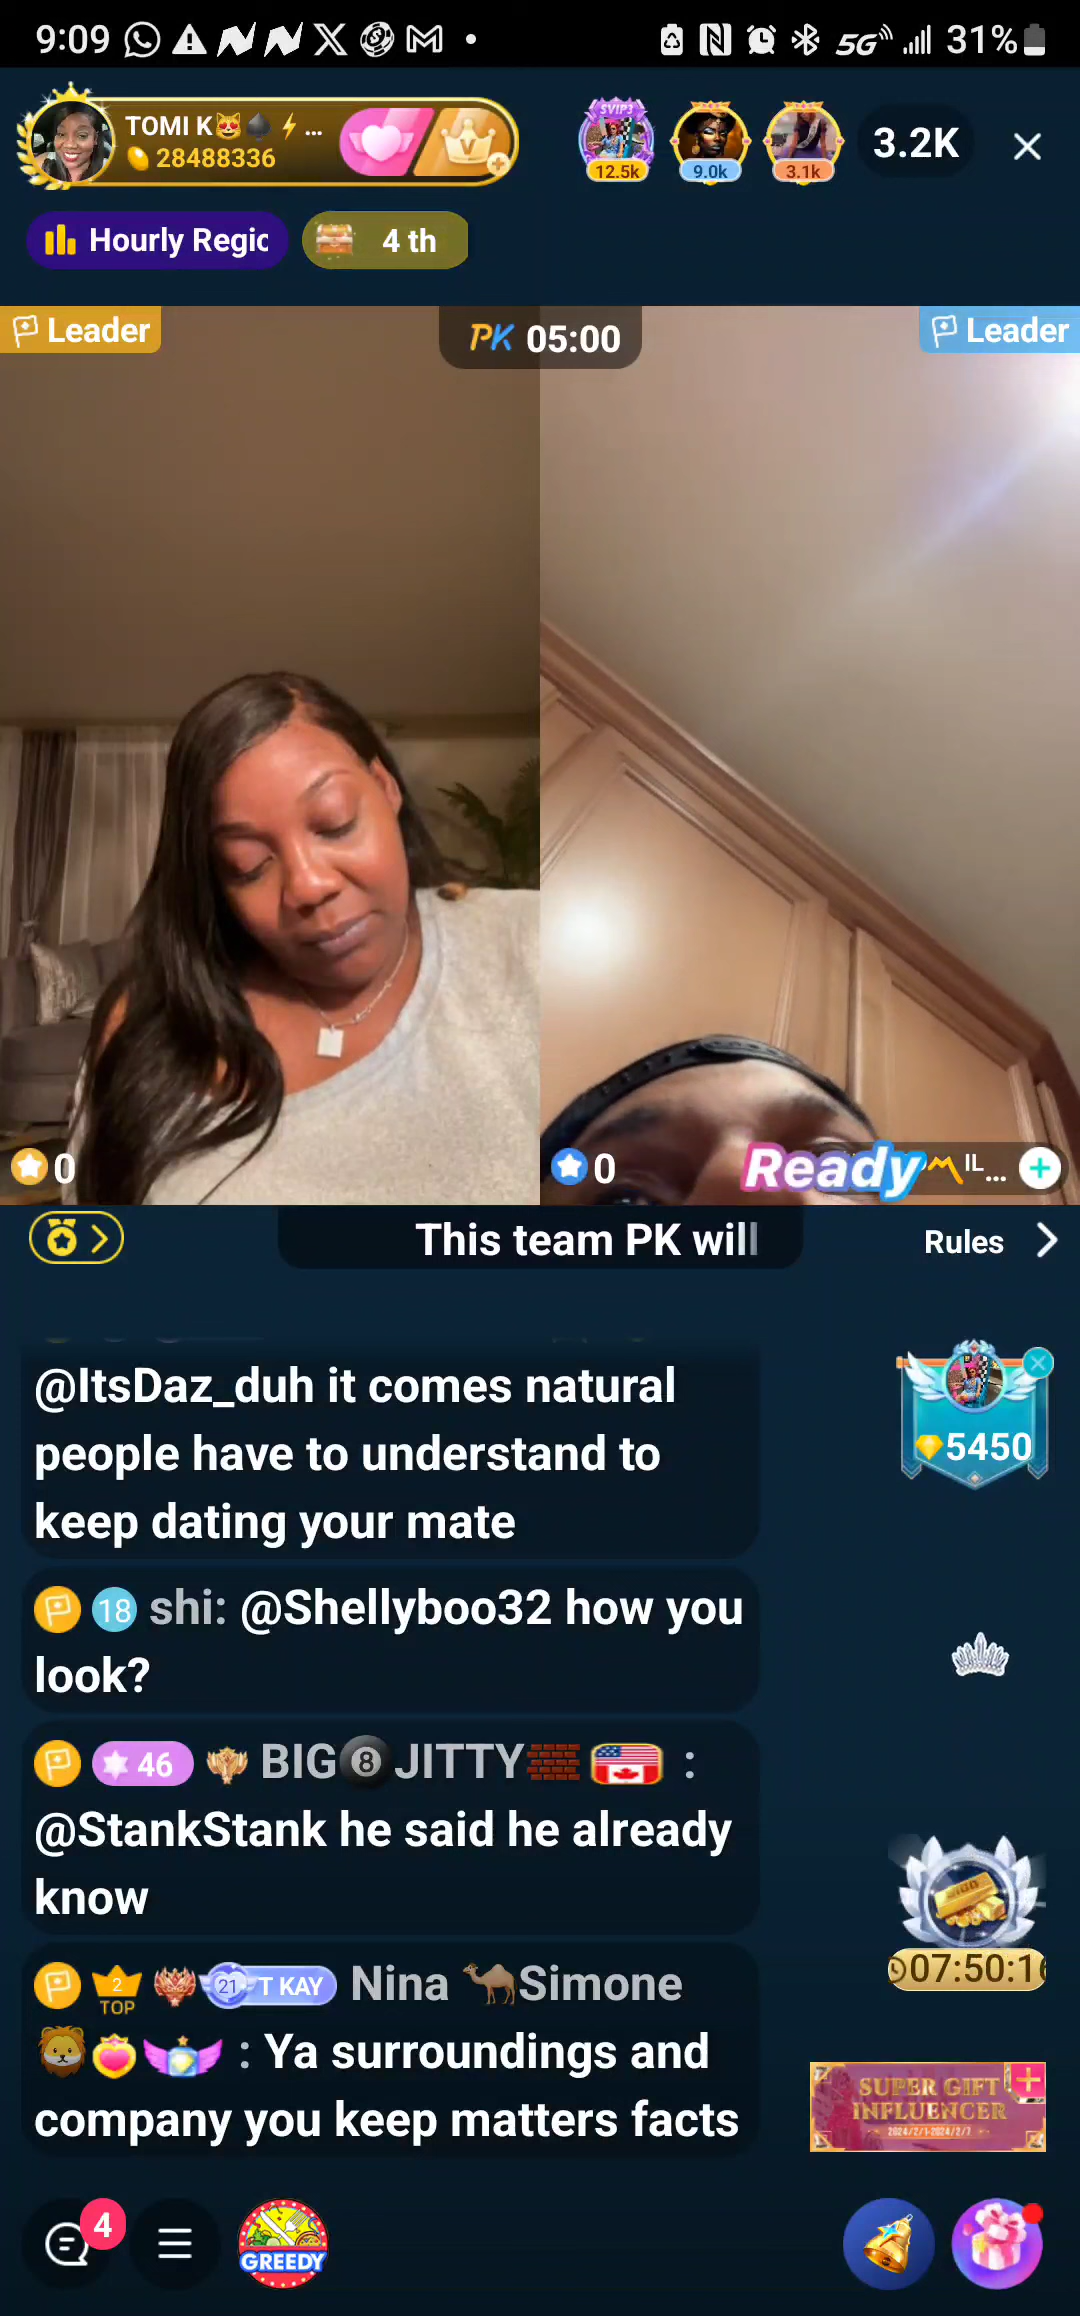 9:09 5G 31%
TOMI K ...
28488336
SVIP3
12.5k 9.0k 3.1k 3.2K
Hourly Regic 4 th
Leader PK 05:00 Leader
0 0 Ready IL...
This team PK will Rules
@ItsDaz_duh it comes natural
people have to understand to
keep dating your mate
5450
18 shi: @Shellyboo32 how you
look?
46 BIG 8 JITTY :
@StankStank he said he already
know
07:50:16
2 TOP 21 T KAY Nina Simone
: Ya surroundings and
company you keep matters facts
SUPER GIFT
INFLUENCER
2024/2/1-2024/2/7
4
GREEDY